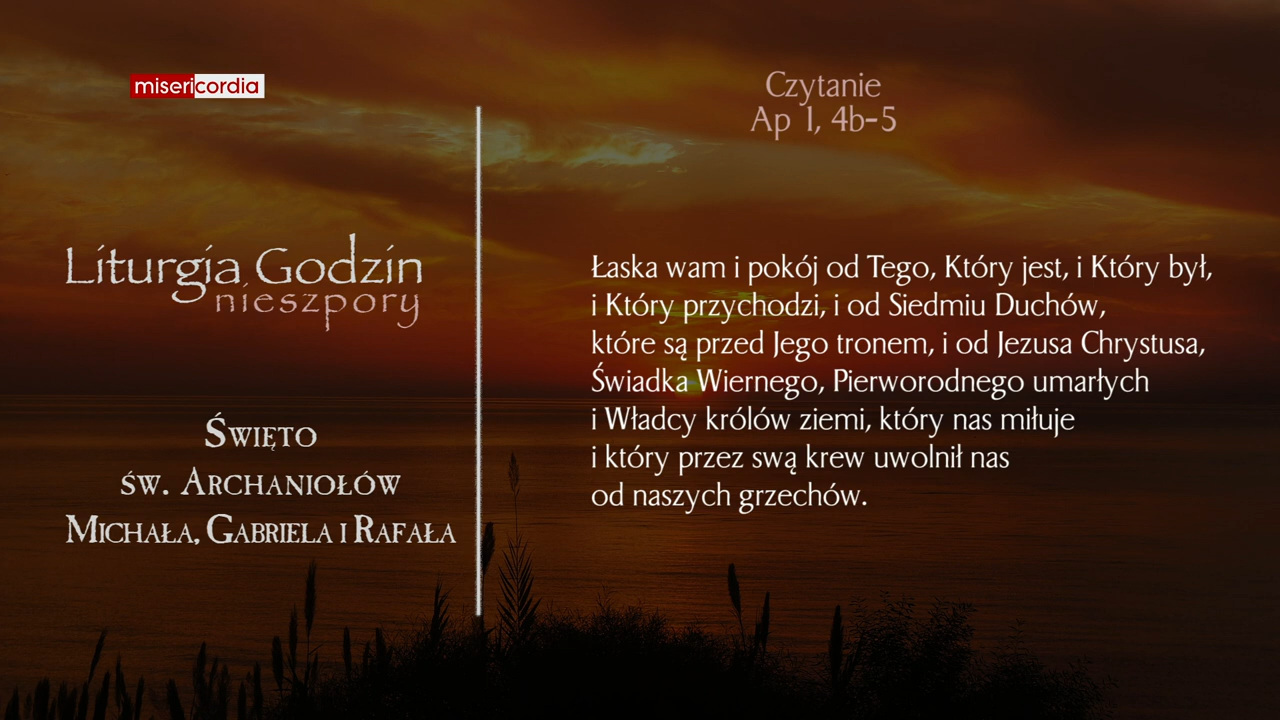 misericordia
Liturgia Godzin
nieszpory
Święto
św. Archaniołów
Michała, Gabriela i Rafała
Czytanie
Ap 1, 4b-5
Łaska wam i pokój od Tego, Który jest, i Który był,
i Który przychodzi, i od Siedmiu Duchów,
które są przed Jego tronem, i od Jezusa Chrystusa,
Świadka Wiernego, Pierworodnego umarłych
i Władcy królów ziemi, który nas miłuje
i który przez swą krew uwolnił nas
od naszych grzechów.